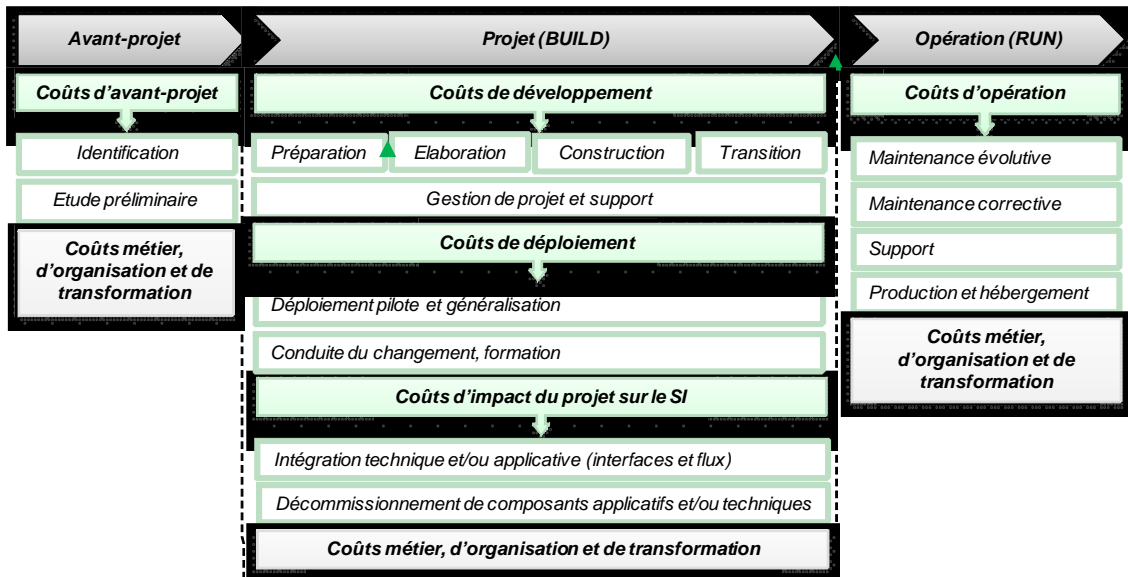 Avant-projet
Projet (BUILD)
Opération (RUN)
Coûts d'avant-projet
Identification
Etude préliminaire
Coûts métier,
d'organisation et de
transformation
Coûts de développement
Préparation
Elaboration
Construction
Transition
Gestion de projet et support
Coûts de déploiement
Déploiement pilote et généralisation
Conduite du changement, formation
Coûts d'impact du projet sur le SI
Intégration technique et/ou applicative (interfaces et flux)
Décommissionnement de composants applicatifs et/ou techniques
Coûts métier, d'organisation et de transformation
Coûts d'opération
Maintenance évolutive
Maintenance corrective
Support
Production et hébergement
Coûts métier,
d'organisation et de
transformation